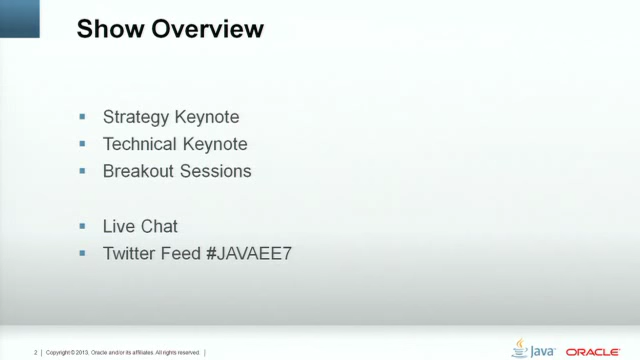 Show Overview
Strategy Keynote
Technical Keynote
Breakout Sessions
Live Chat
Twitter Feed #JAVAEE7
2 | Copyright © 2013, Oracle and/or its affiliates. All rights reserved. |
Java ORACLE